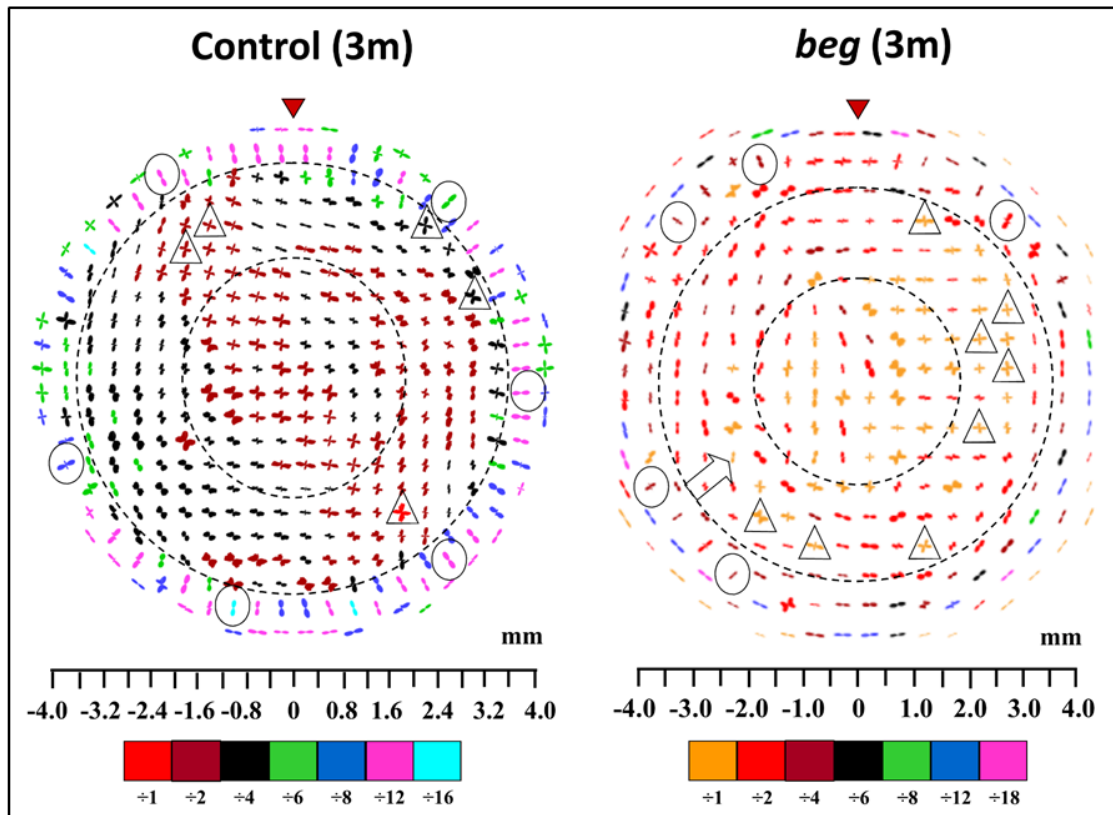 Control (3m)
beg (3m)
mm
-4.0 -3.2 -2.4 -1.6 -0.8 0 0.8 1.6 2.4 3.2 4.0
÷1 ÷2 ÷4 ÷6 ÷8 ÷12 ÷16
mm
-4.0 -3.0 -2.0 -1.0 0 1.0 2.0 3.0 4.0
÷1 ÷2 ÷4 ÷6 ÷8 ÷12 ÷18